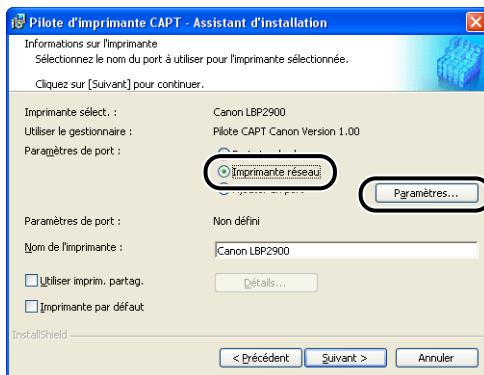 Pilote d'imprimante CAPT - Assistant d'installation
Informations sur l'imprimante
Sélectionnez le nom du port à utiliser pour l'imprimante sélectionnée.
Cliquez sur [Suivant] pour continuer.
Imprimante sélect. : Canon LBP2900
Utiliser le gestionnaire : Pilote CAPT Canon Version 1.00
Paramètres de port :
Imprimante réseau
Paramètres...
Paramètres de port : Non défini
Nom de l'imprimante : Canon LBP2900
Utiliser imprim. partag. Détails...
Imprimante par défaut
InstallShield
< Précédent Suivant > Annuler